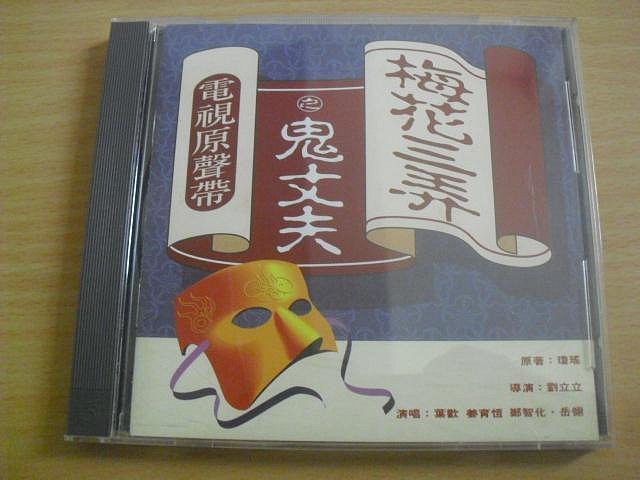 梅花三弄
之
鬼丈夫
電視原聲帶
原著：瓊瑤
導演：劉立立
演唱：葉歡 姜育恆 鄭智化・岳翎